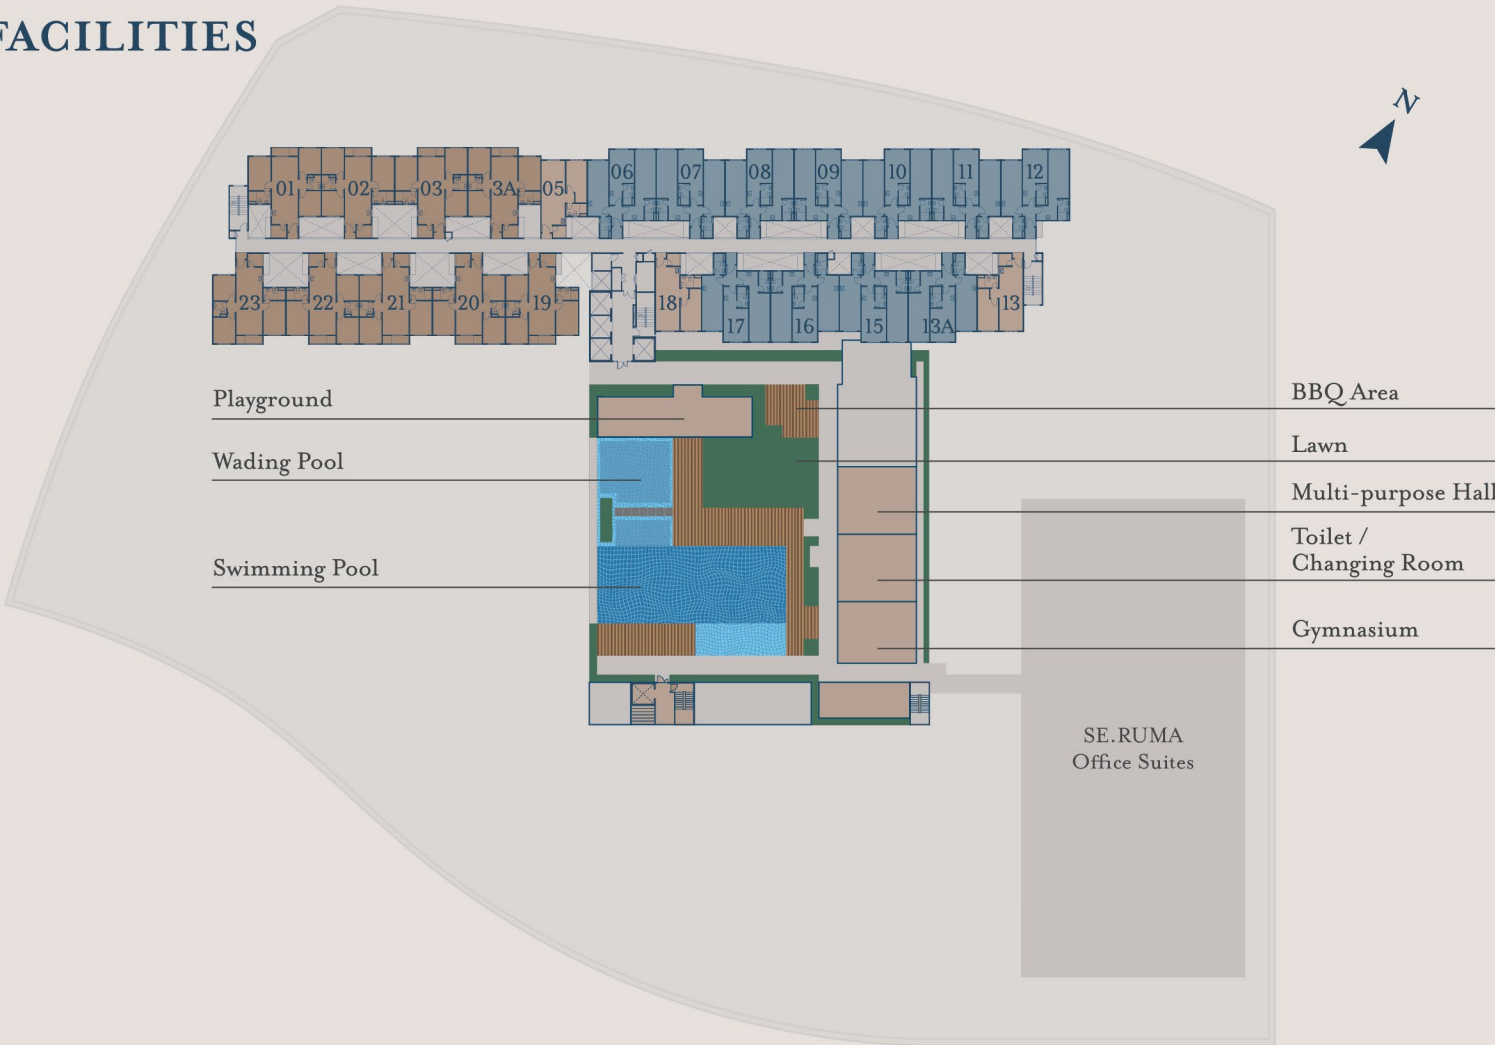 FACILITIES
N
01 02 03 3A 05 06 07 08 09 10 11 12
23 22 21 20 19 18 17 16 15 13A 13
Playground
Wading Pool
Swimming Pool
BBQ Area
Lawn
Multi-purpose Hall
Toilet /
Changing Room
Gymnasium
SE.RUMA
Office Suites